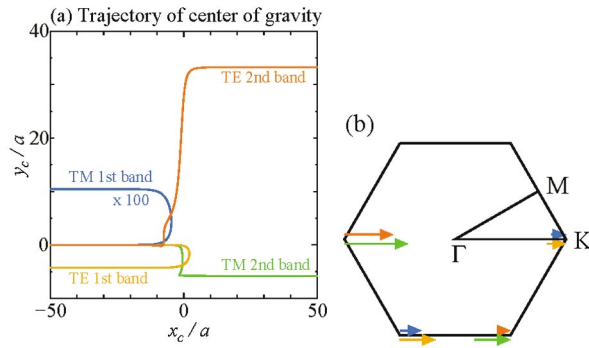 (a) Trajectory of center of gravity
40
TE 2nd band
y_c / a
20
TM 1st band
x 100
0
TE 1st band
TM 2nd band
−50
0
50
x_c / a
(b)
M
Γ
K